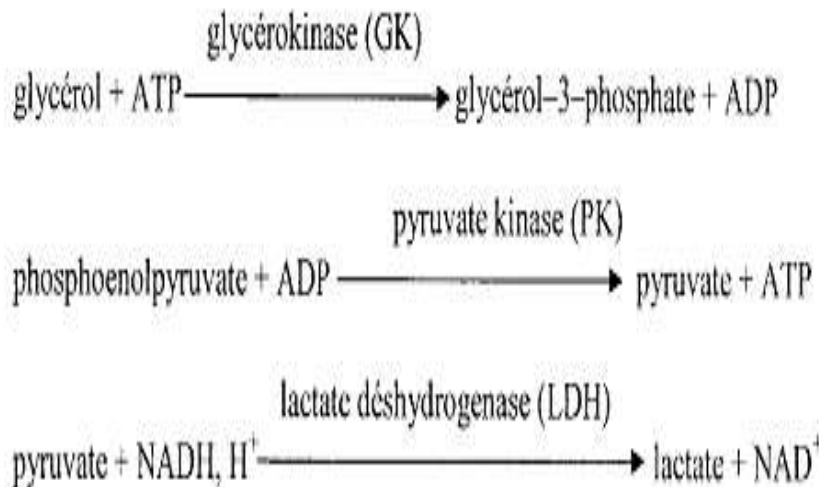 glycérokinase (GK)
glycérol + ATP glycérol–3–phosphate + ADP
pyruvate kinase (PK)
phosphoenolpyruvate + ADP pyruvate + ATP
lactate déshydrogenase (LDH)
pyruvate + NADH, H⁺ lactate + NAD⁺